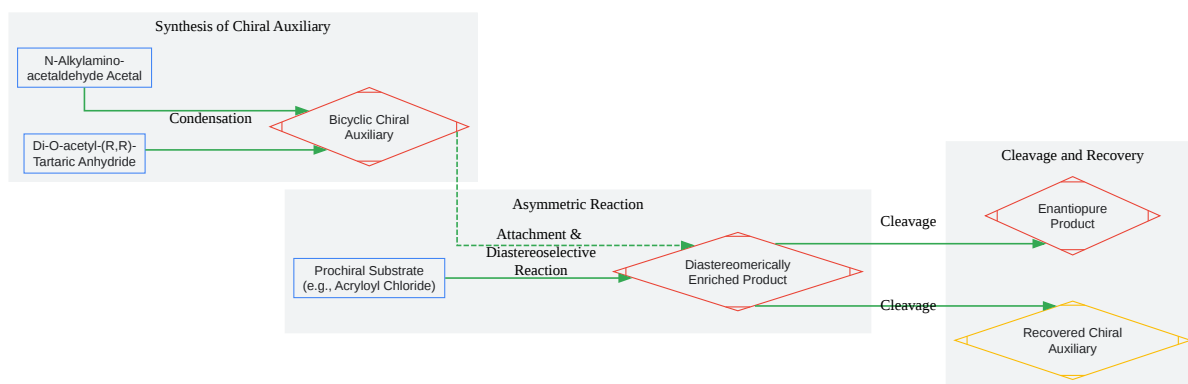 Synthesis of Chiral Auxiliary
N-Alkylamino-
acetaldehyde Acetal
Condensation
Bicyclic Chiral
Auxiliary
Di-O-acetyl-(R,R)-
Tartaric Anhydride
Asymmetric Reaction
Attachment &
Diastereoselective
Reaction
Prochiral Substrate
(e.g., Acryloyl Chloride)
Diastereomerically
Enriched Product
Cleavage
Cleavage
Cleavage and Recovery
Enantiopure
Product
Recovered Chiral
Auxiliary